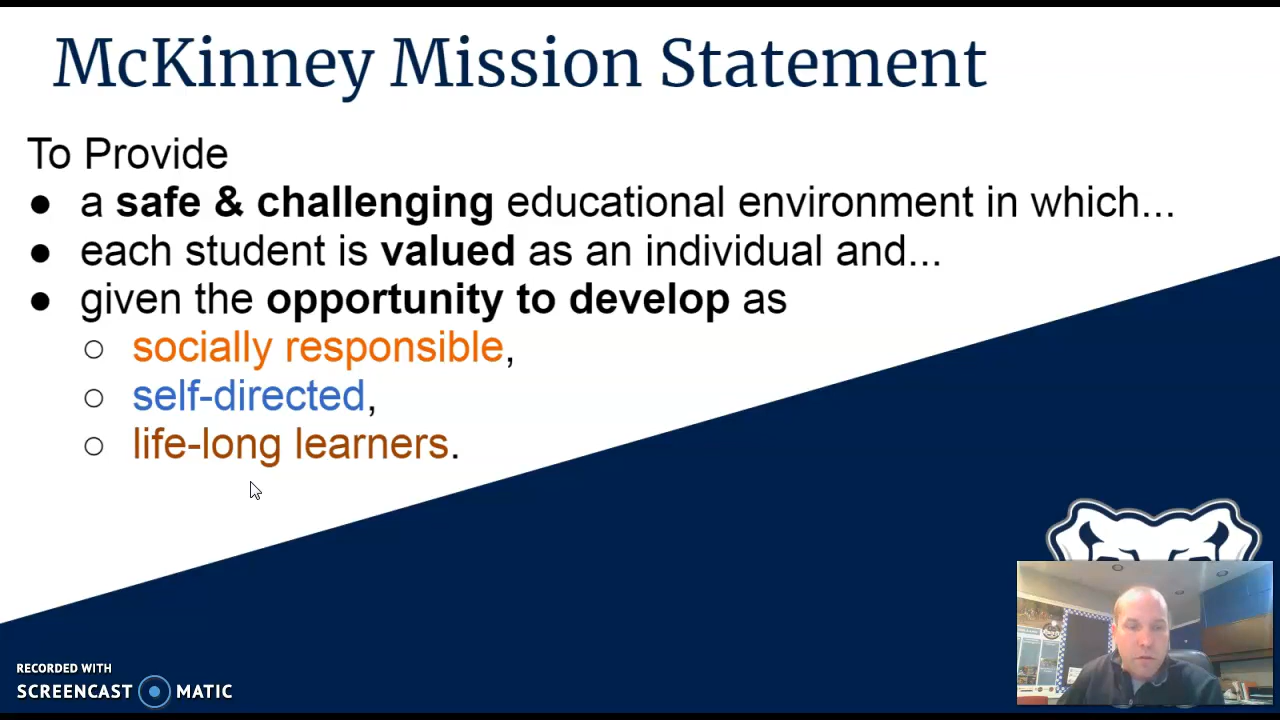 McKinney Mission Statement
To Provide
● a safe & challenging educational environment in which...
● each student is valued as an individual and...
● given the opportunity to develop as
○ socially responsible,
○ self-directed,
○ life-long learners.
RECORDED WITH
SCREENCAST MATIC